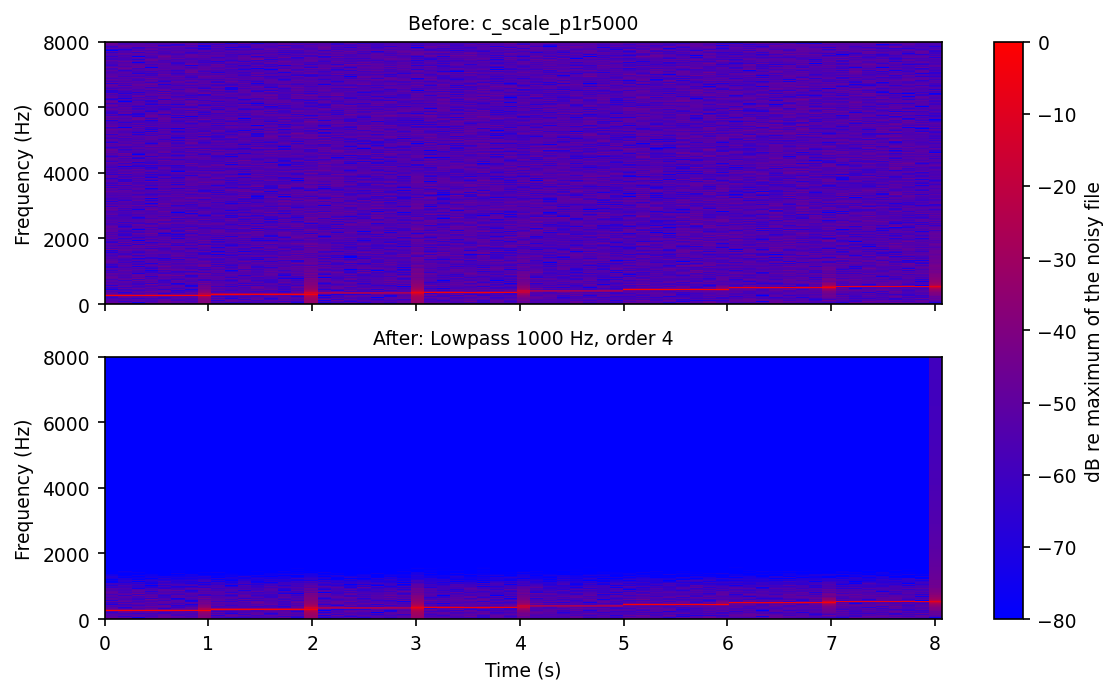 Before: c_scale_p1r5000
8000
6000
4000
2000
0
Frequency (Hz)
After: Lowpass 1000 Hz, order 4
8000
6000
4000
2000
0
Frequency (Hz)
0 1 2 3 4 5 6 7 8
Time (s)
0
−10
−20
−30
−40
−50
−60
−70
−80
dB re maximum of the noisy file